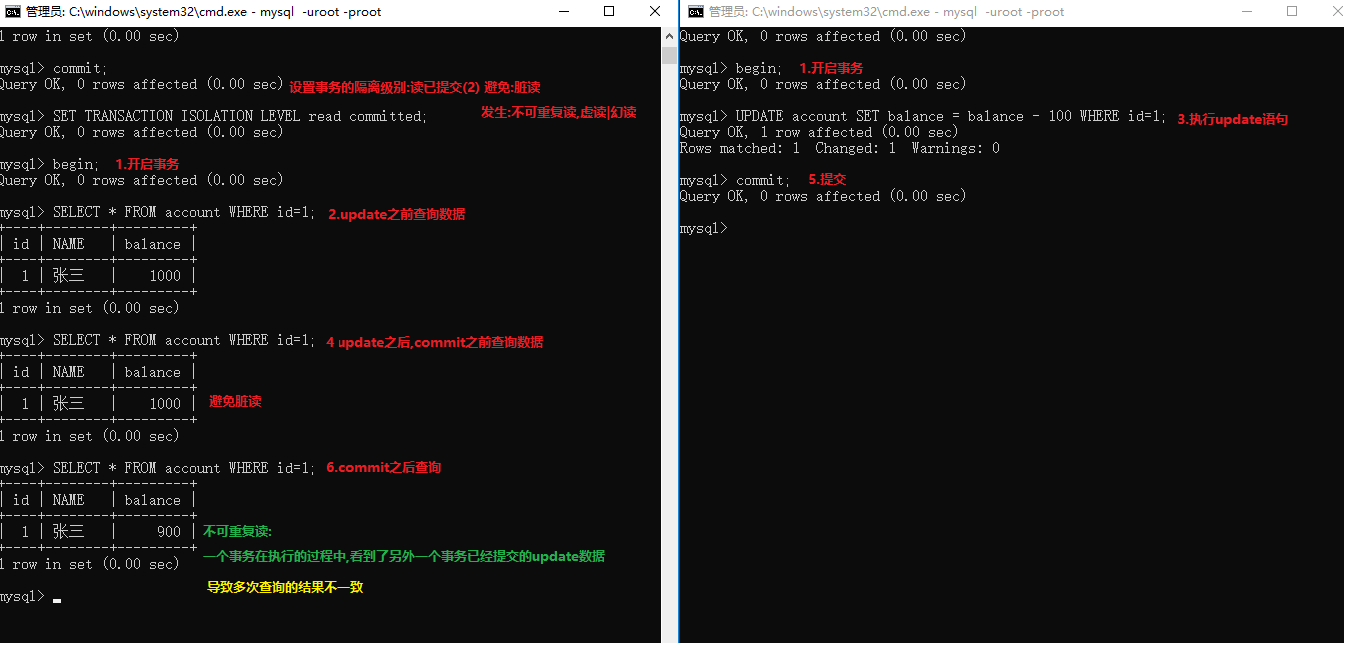 管理员: C:\windows\system32\cmd.exe - mysql  -uroot -proot
1 row in set (0.00 sec)
mysql> commit;
Query OK, 0 rows affected (0.00 sec) 设置事务的隔离级别:读已提交(2) 避免:脏读
发生:不可重复读,虚读|幻读
mysql> SET TRANSACTION ISOLATION LEVEL read committed;
Query OK, 0 rows affected (0.00 sec)
mysql> begin; 1.开启事务
Query OK, 0 rows affected (0.00 sec)
mysql> SELECT * FROM account WHERE id=1; 2.update之前查询数据
+----+--------+---------+
| id | NAME   | balance |
+----+--------+---------+
|  1 | 张三   |    1000 |
+----+--------+---------+
1 row in set (0.00 sec)
mysql> SELECT * FROM account WHERE id=1; 4 update之后,commit之前查询数据
+----+--------+---------+
| id | NAME   | balance |
+----+--------+---------+
|  1 | 张三   |    1000 | 避免脏读
+----+--------+---------+
1 row in set (0.00 sec)
mysql> SELECT * FROM account WHERE id=1; 6.commit之后查询
+----+--------+---------+
| id | NAME   | balance |
+----+--------+---------+
|  1 | 张三   |     900 | 不可重复读:
+----+--------+---------+ 一个事务在执行的过程中,看到了另外一个事务已经提交的update数据
1 row in set (0.00 sec)
导致多次查询的结果不一致
mysql>
管理员: C:\windows\system32\cmd.exe - mysql  -uroot -proot
Query OK, 0 rows affected (0.00 sec)
mysql> begin; 1.开启事务
Query OK, 0 rows affected (0.00 sec)
mysql> UPDATE account SET balance = balance - 100 WHERE id=1; 3.执行update语句
Query OK, 1 row affected (0.00 sec)
Rows matched: 1  Changed: 1  Warnings: 0
mysql> commit; 5.提交
Query OK, 0 rows affected (0.00 sec)
mysql>